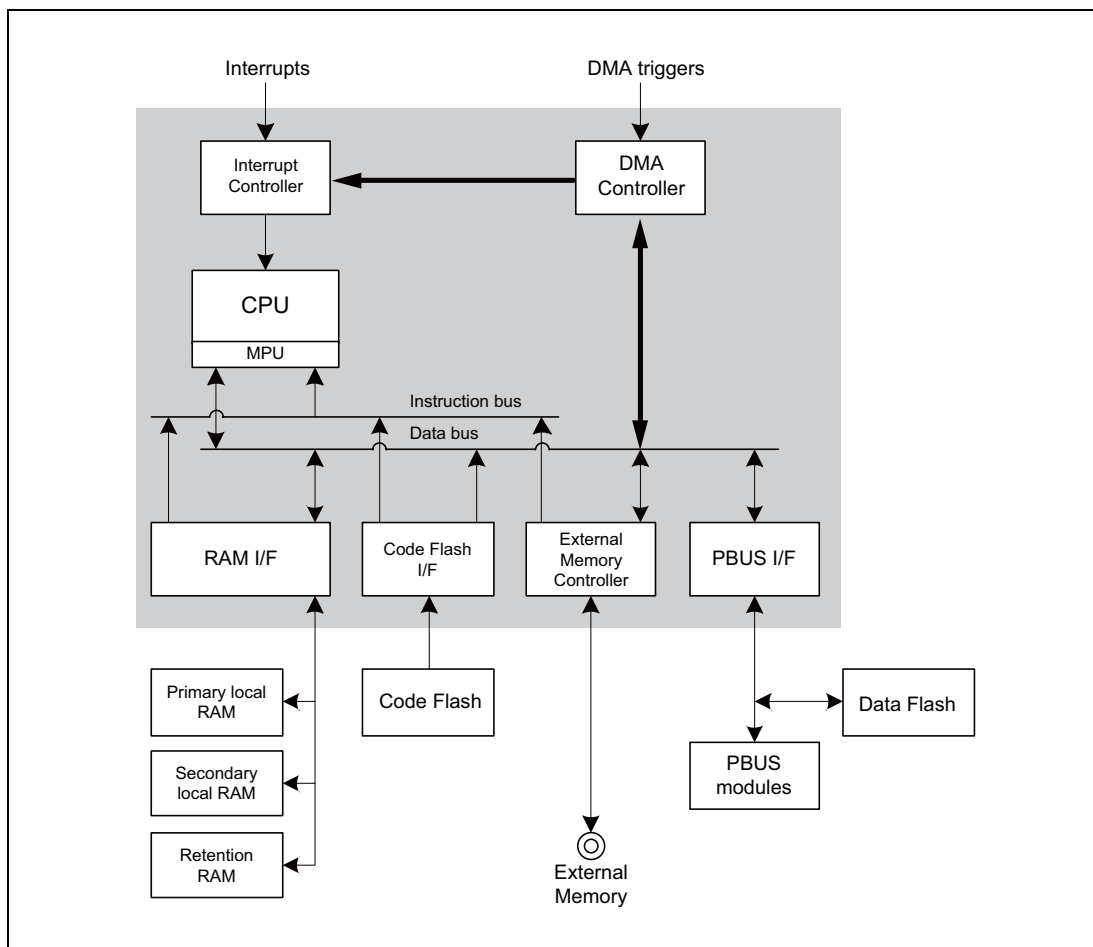 Interrupts
DMA triggers
Interrupt
Controller
DMA
Controller
CPU
MPU
Instruction bus
Data bus
RAM I/F
Code Flash
I/F
External
Memory
Controller
PBUS I/F
Primary local
RAM
Code Flash
Data Flash
Secondary
local RAM
PBUS
modules
Retention
RAM
External
Memory